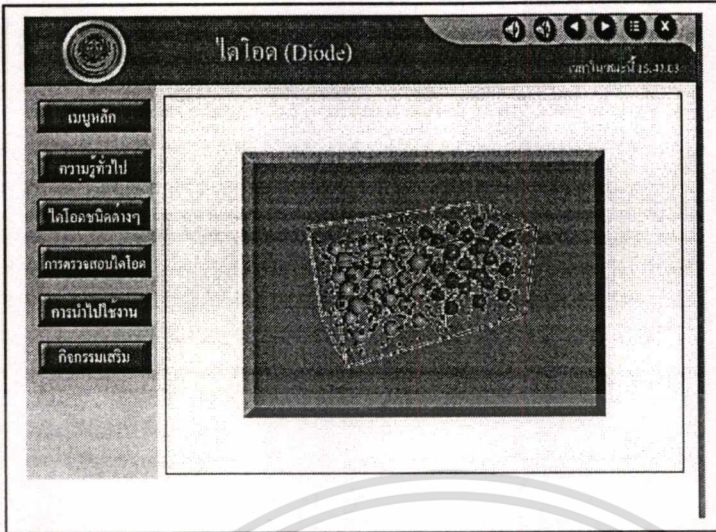 ไดโอด (Diode)
เมนูหลัก
ความรู้ทั่วไป
ไดโอดชนิดต่างๆ
การตรวจสอบไดโอด
การนำไปใช้งาน
กิจกรรมเสริม